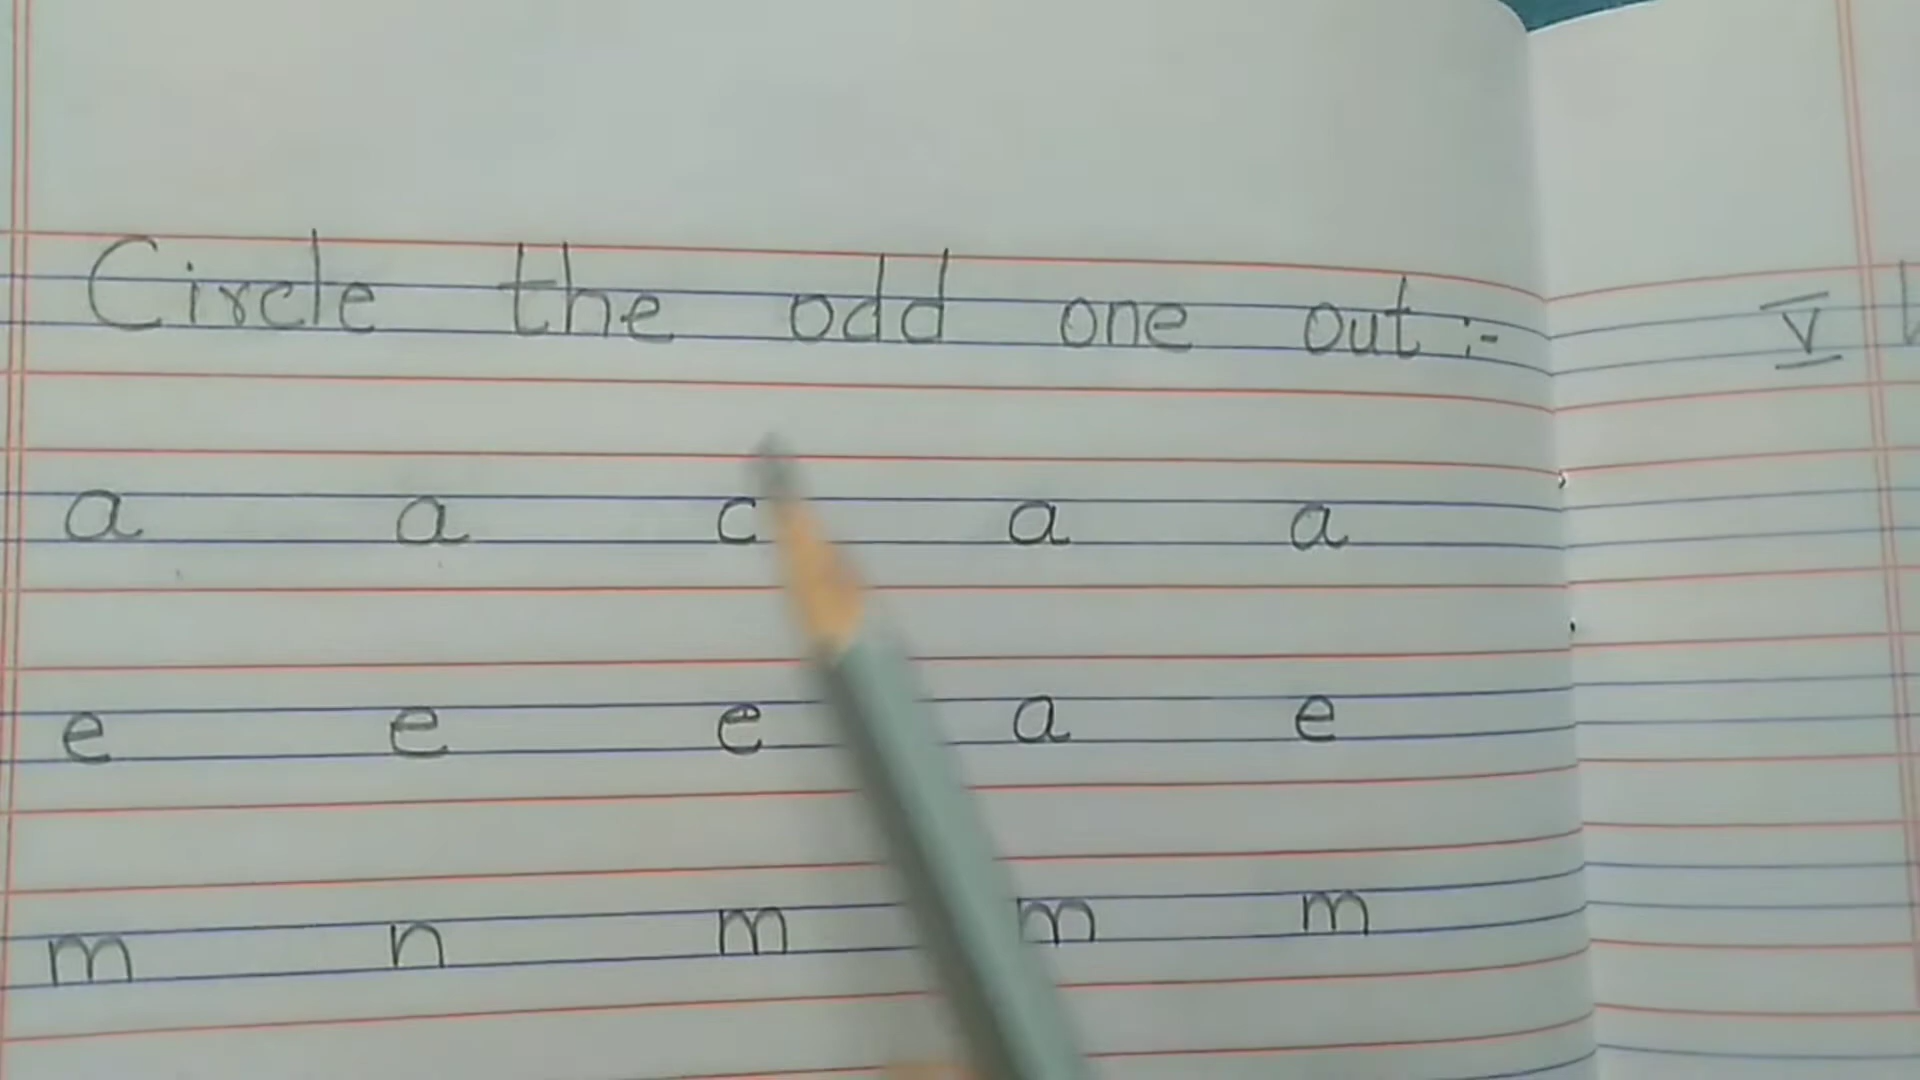 Circle the odd one out :-
V
a a c a a
e e e a e
m n m m m